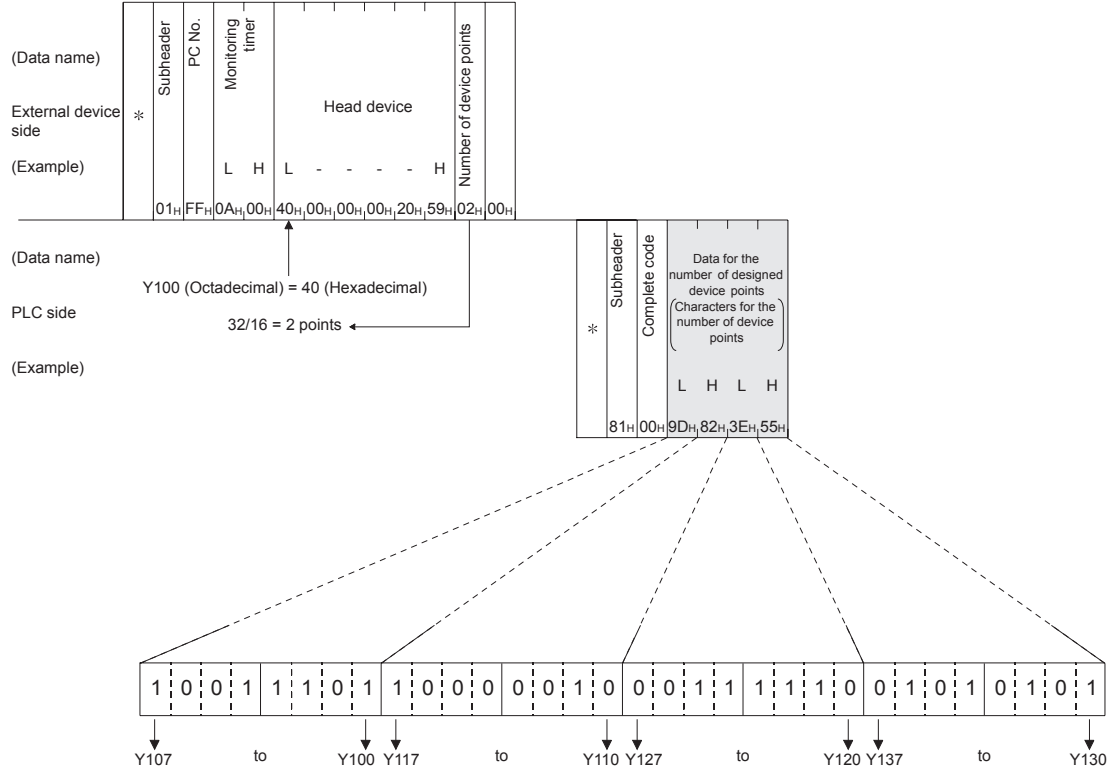 (Data name)
External device
side
(Example)
*
Subheader
PC No.
Monitoring
timer
Head device
Number of device points
L H L - - - - H
01H FFH 0AH 00H 40H 00H 00H 00H 20H 59H 02H 00H
(Data name)
PLC side
(Example)
Y100 (Octadecimal) = 40 (Hexadecimal)
32/16 = 2 points
*
Subheader
Complete code
Data for the
number of designed
device points
(Characters for the
number of device
points)
L H L H
81H 00H 9DH 82H 3EH 55H
1 0 0 1 1 1 0 1 1 0 0 0 0 0 1 0 0 0 1 1 1 1 1 0 0 1 0 1 0 1 0 1
Y107 to Y100 Y117 to Y110 Y127 to Y120 Y137 to Y130